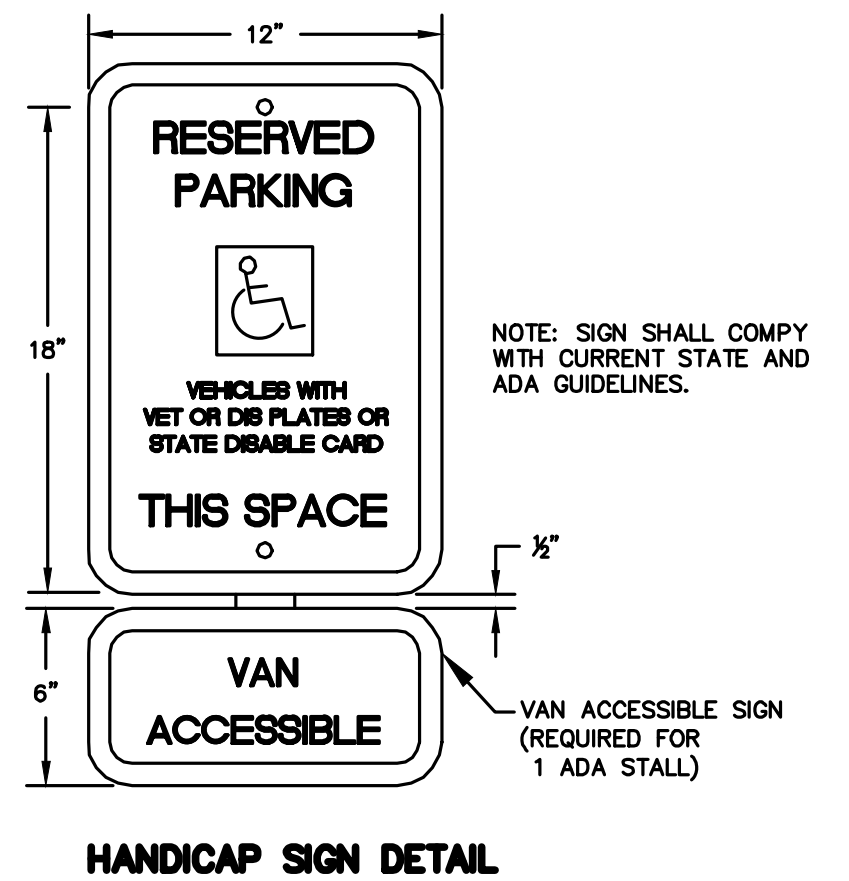 12"
RESERVED
PARKING
18"
NOTE: SIGN SHALL COMPY
WITH CURRENT STATE AND
ADA GUIDELINES.
VEHICLES WITH
VET OR DIS PLATES OR
STATE DISABLE CARD
THIS SPACE
½"
6"
VAN
ACCESSIBLE
VAN ACCESSIBLE SIGN
(REQUIRED FOR
1 ADA STALL)
HANDICAP SIGN DETAIL